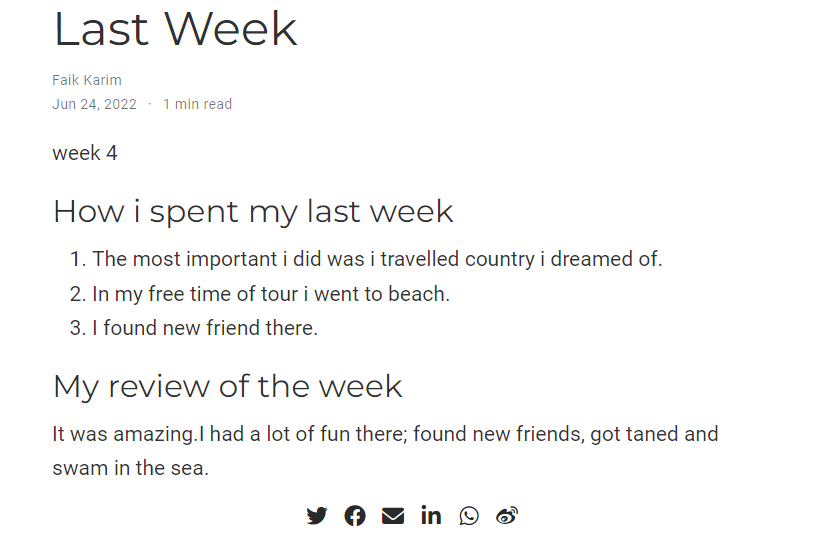 Last Week
Faik Karim
Jun 24, 2022 · 1 min read
week 4
How i spent my last week
1. The most important i did was i travelled country i dreamed of.
2. In my free time of tour i went to beach.
3. I found new friend there.
My review of the week
It was amazing.I had a lot of fun there; found new friends, got taned and
swam in the sea.